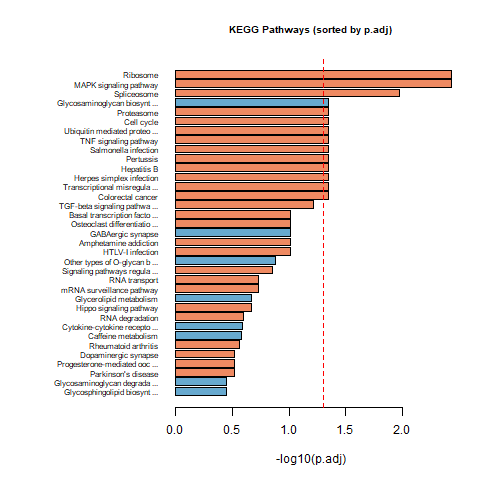 KEGG Pathways (sorted by p.adj)
Ribosome
MAPK signaling pathway
Spliceosome
Glycosaminoglycan biosynt ...
Proteasome
Cell cycle
Ubiquitin mediated proteo ...
TNF signaling pathway
Salmonella infection
Pertussis
Hepatitis B
Herpes simplex infection
Transcriptional misregula ...
Colorectal cancer
TGF-beta signaling pathwa ...
Basal transcription facto ...
Osteoclast differentiatio ...
GABAergic synapse
Amphetamine addiction
HTLV-I infection
Other types of O-glycan b ...
Signaling pathways regula ...
RNA transport
mRNA surveillance pathway
Glycerolipid metabolism
Hippo signaling pathway
RNA degradation
Cytokine-cytokine recepto ...
Caffeine metabolism
Rheumatoid arthritis
Dopaminergic synapse
Progesterone-mediated ooc ...
Parkinson's disease
Glycosaminoglycan degrada ...
Glycosphingolipid biosynt ...
0.0 0.5 1.0 1.5 2.0
-log10(p.adj)